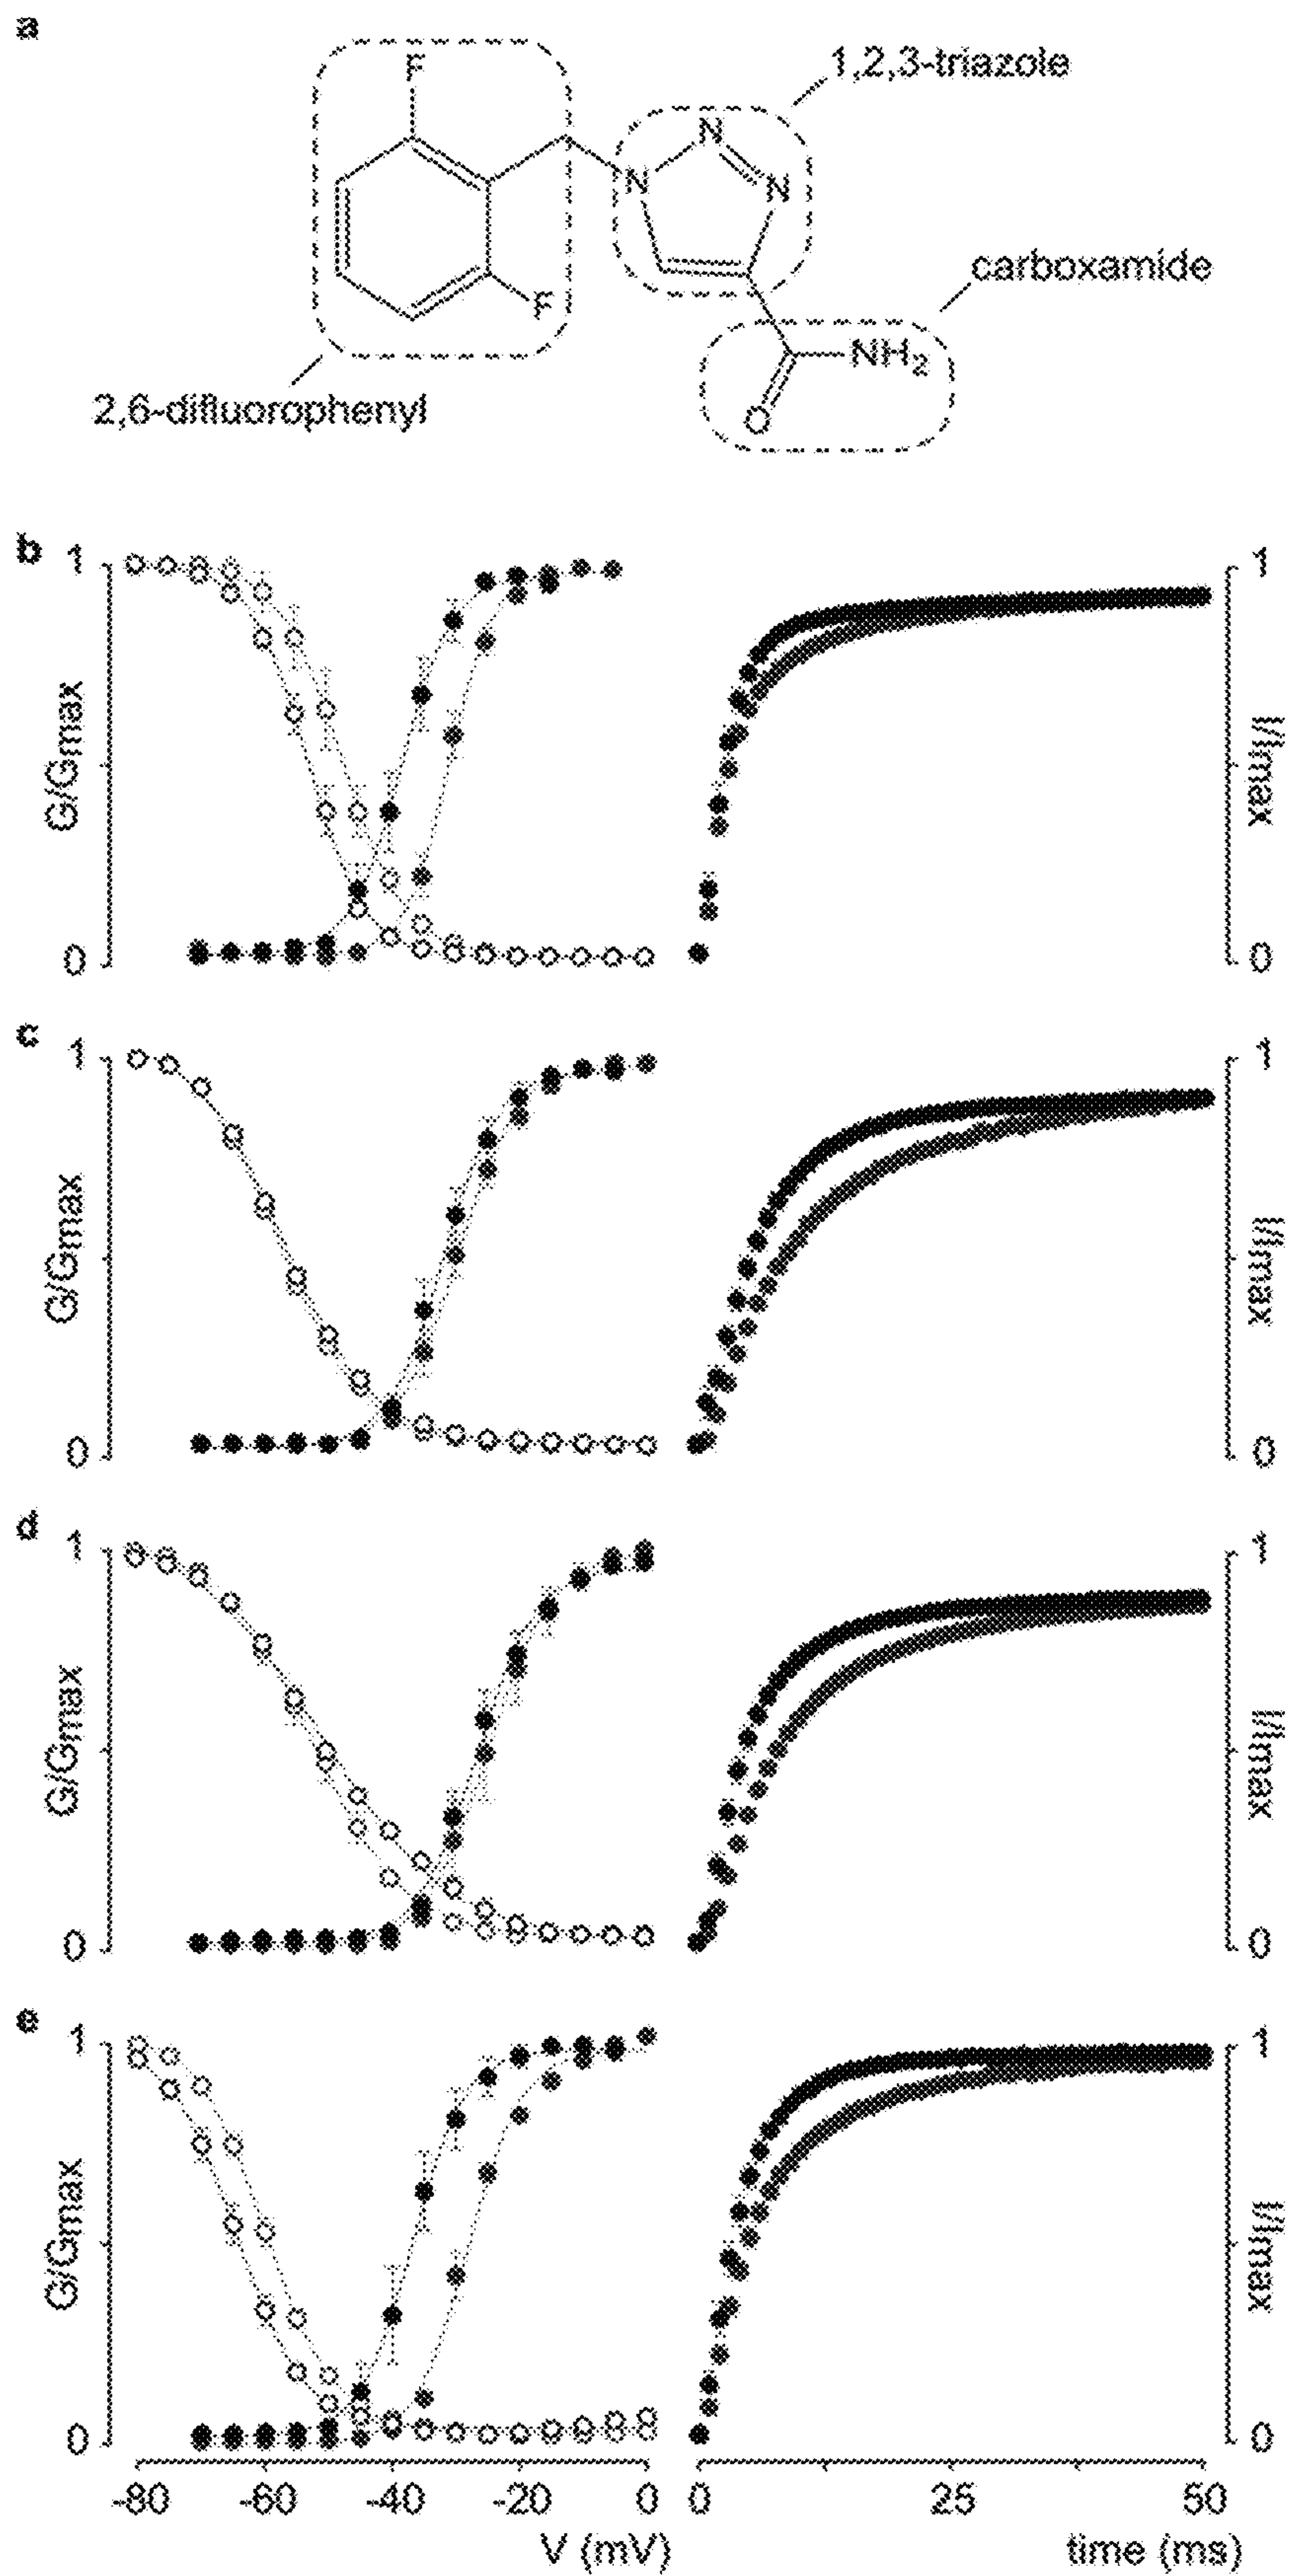 a
F
1,2,3-triazole
N
N
N
carboxamide
F
NH2
O
2,6-difluorophenyl
b
1
1
G/Gmax
I/Imax
0
0
c
1
1
G/Gmax
I/Imax
0
0
d
1
1
G/Gmax
I/Imax
0
0
e
1
1
G/Gmax
I/Imax
0
0
-80 -60 -40 -20 0 0 25 50
V (mV) time (ms)